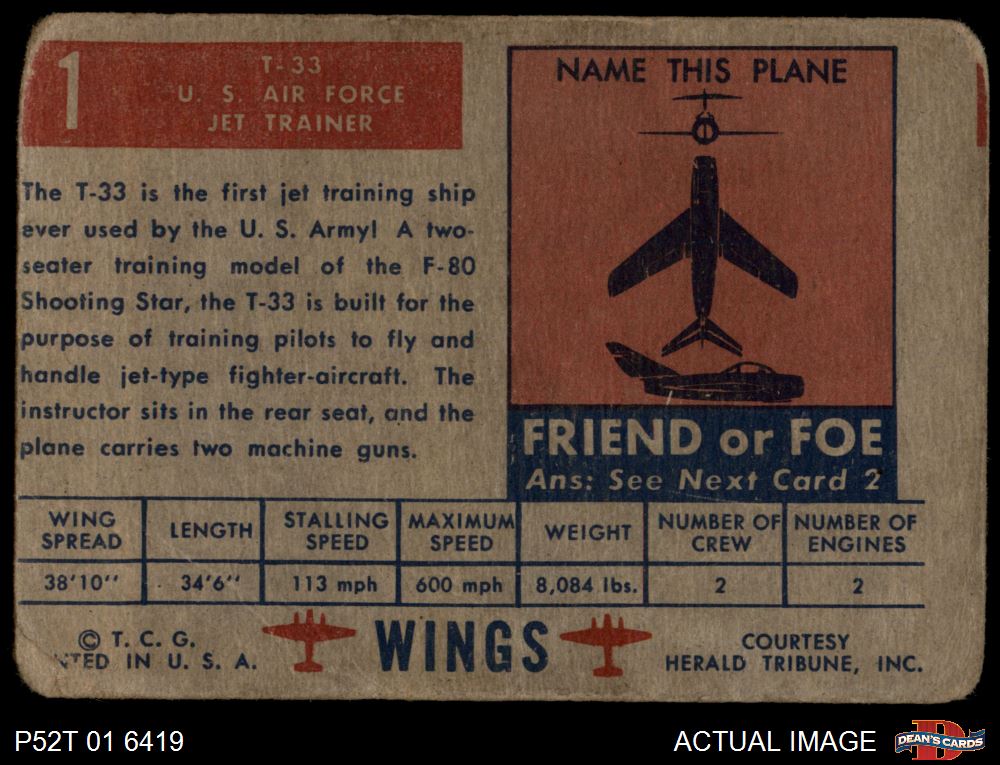 1
T-33
U. S. AIR FORCE
JET TRAINER
The T-33 is the first jet training ship
ever used by the U. S. Army! A two-
seater training model of the F-80
Shooting Star, the T-33 is built for the
purpose of training pilots to fly and
handle jet-type fighter-aircraft. The
instructor sits in the rear seat, and the
plane carries two machine guns.
NAME THIS PLANE
FRIEND or FOE
Ans: See Next Card 2
WING SPREAD
LENGTH
STALLING SPEED
MAXIMUM SPEED
WEIGHT
NUMBER OF CREW
NUMBER OF ENGINES
38'10''
34'6''
113 mph
600 mph
8,084 lbs.
2
2
© T. C. G.
NTED IN U. S. A.
WINGS
COURTESY
HERALD TRIBUNE, INC.
P52T 01 6419
ACTUAL IMAGE
DEAN'S CARDS